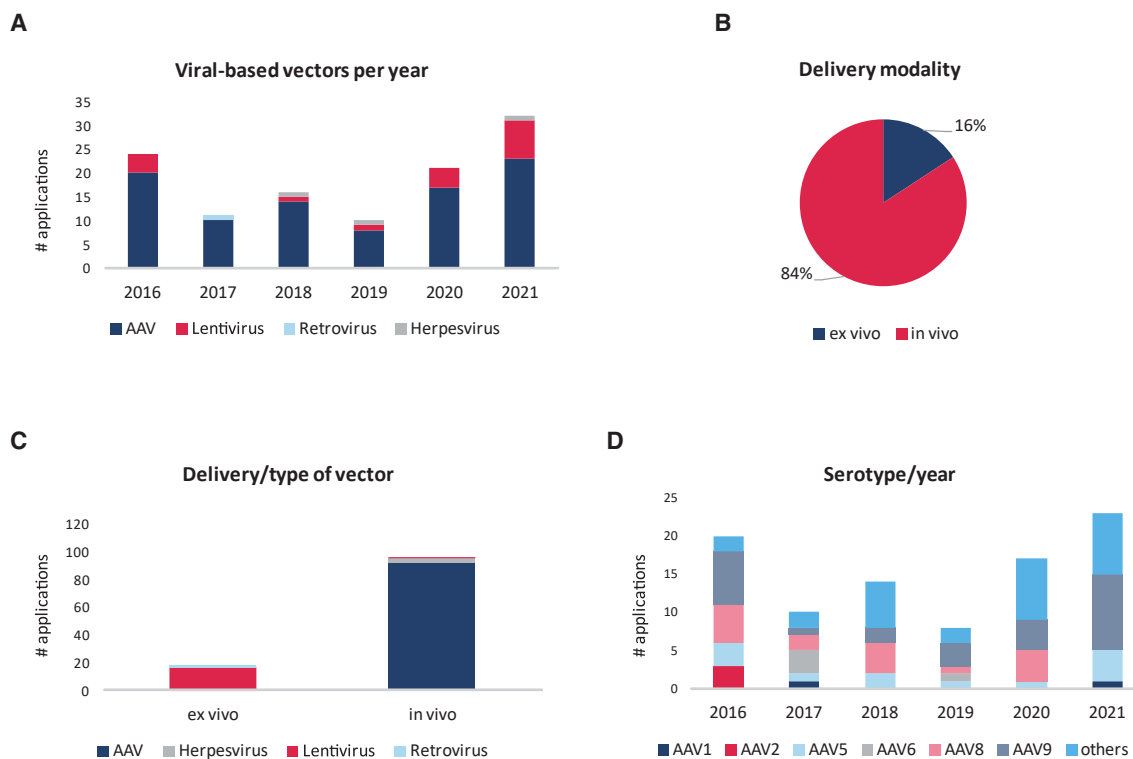 A
Viral-based vectors per year
# applications
35
30
25
20
15
10
5
0
2016 2017 2018 2019 2020 2021
AAV Lentivirus Retrovirus Herpesvirus
B
Delivery modality
16%
84%
ex vivo in vivo
C
Delivery/type of vector
# applications
120
100
80
60
40
20
0
ex vivo in vivo
AAV Herpesvirus Lentivirus Retrovirus
D
Serotype/year
# applications
25
20
15
10
5
0
2016 2017 2018 2019 2020 2021
AAV1 AAV2 AAV5 AAV6 AAV8 AAV9 others